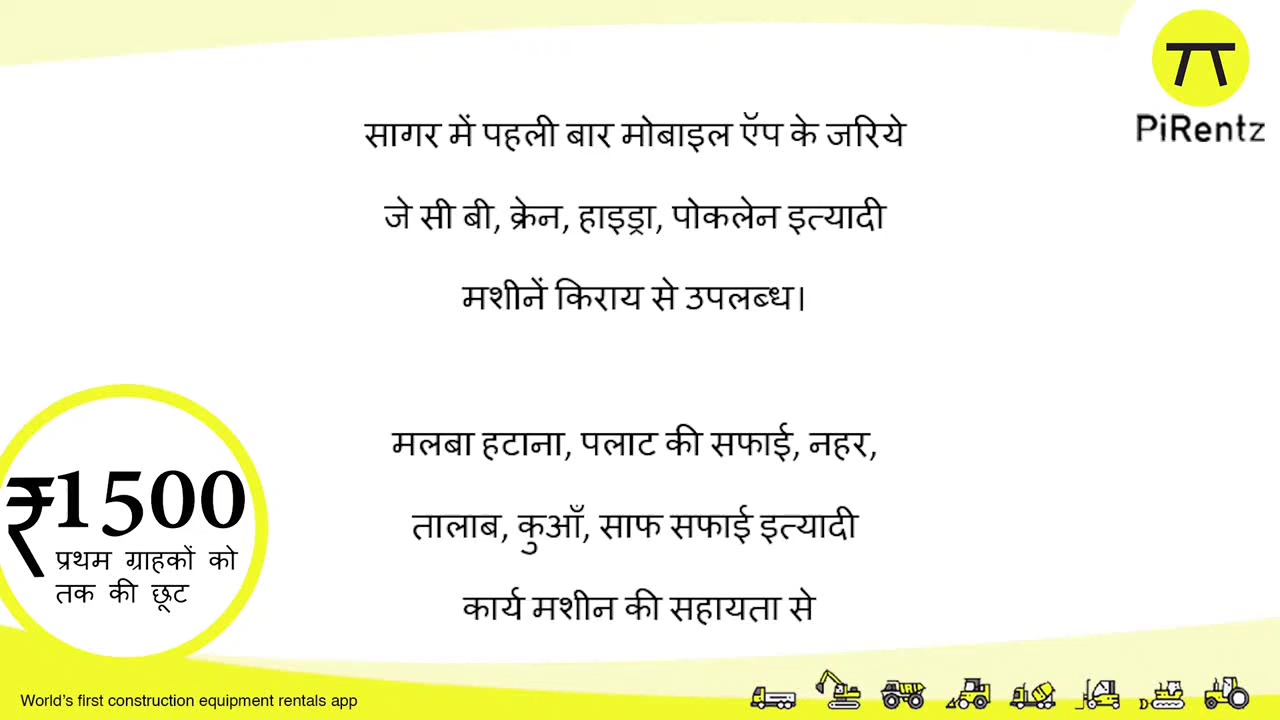 PiRentz
सागर में पहली बार मोबाइल ऍप के जरिये
जे सी बी, क्रेन, हाइड्रा, पोकलेन इत्यादी
मशीनें किराय से उपलब्ध।
मलबा हटाना, पलाट की सफाई, नहर,
तालाब, कुआँ, साफ सफाई इत्यादी
कार्य मशीन की सहायता से
₹1500
प्रथम ग्राहकों को
तक की छूट
World's first construction equipment rentals app